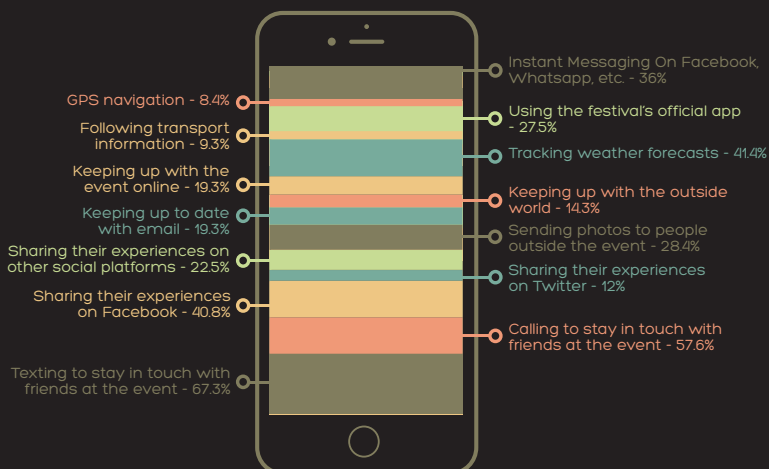 Instant Messaging On Facebook,
Whatsapp, etc. - 36%
GPS navigation - 8.4%
Using the festival's official app
- 27.5%
Following transport
information - 9.3%
Tracking weather forecasts - 41.4%
Keeping up with the
event online - 19.3%
Keeping up with the outside
world - 14.3%
Keeping up to date
with email - 19.3%
Sending photos to people
outside the event - 28.4%
Sharing their experiences on
other social platforms - 22.5%
Sharing their experiences
on Twitter - 12%
Sharing their experiences
on Facebook - 40.8%
Calling to stay in touch with
friends at the event - 57.6%
Texting to stay in touch with
friends at the event - 67.3%